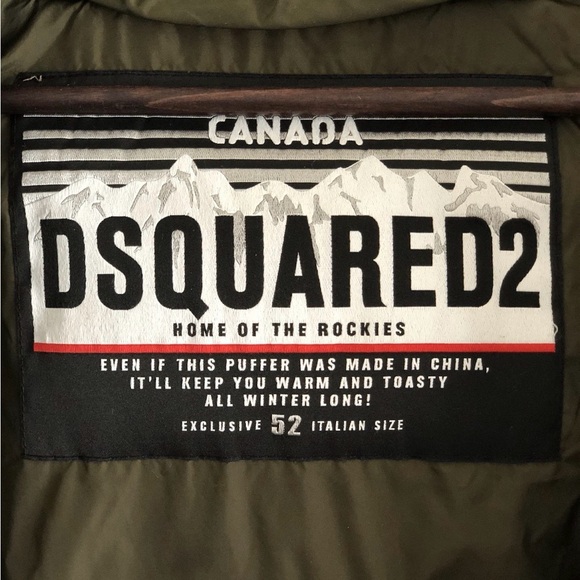 CANADA
DSQUARED2
HOME OF THE ROCKIES
EVEN IF THIS PUFFER WAS MADE IN CHINA,
IT'LL KEEP YOU WARM AND TOASTY
ALL WINTER LONG!
EXCLUSIVE 52 ITALIAN SIZE